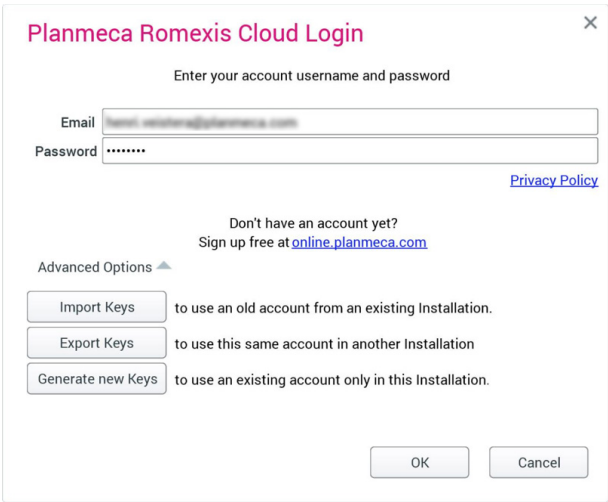 Planmeca Romexis Cloud Login
Enter your account username and password
Email
Password ••••••••
Privacy Policy
Don't have an account yet?
Sign up free at online.planmeca.com
Advanced Options
Import Keys to use an old account from an existing Installation.
Export Keys to use this same account in another Installation
Generate new Keys to use an existing account only in this Installation.
OK Cancel